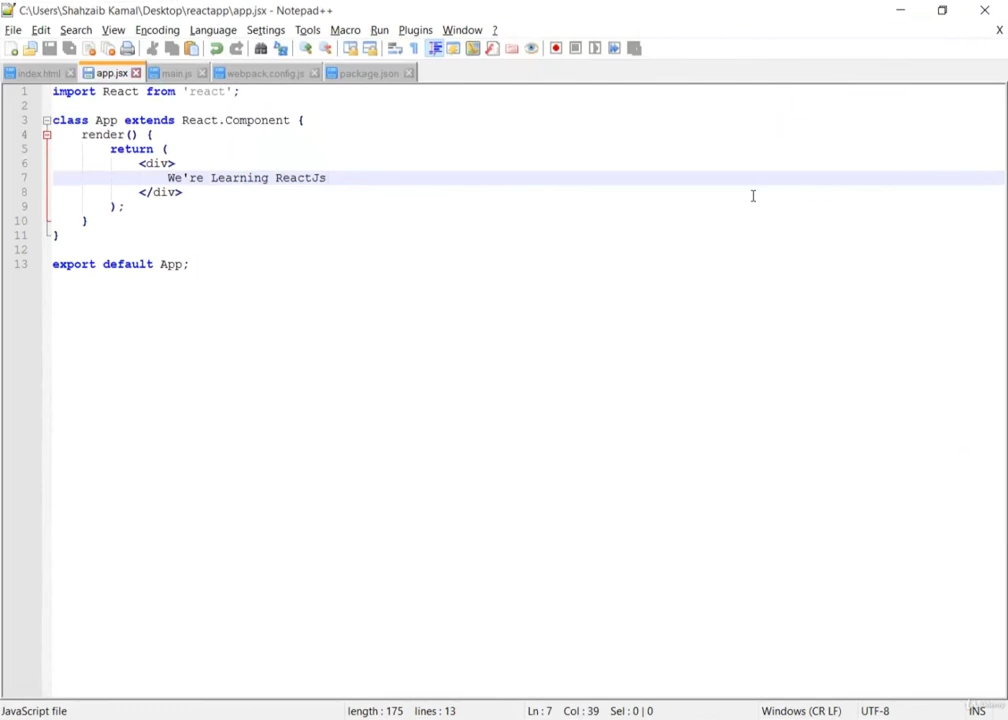 C:\Users\Shahzaib Kamal\Desktop\reactapp\app.jsx - Notepad++
File Edit Search View Encoding Language Settings Tools Macro Run Plugins Window ? X
index.html app.jsx main.js webpack.config.js package.json
1 import React from 'react';
2
3 class App extends React.Component {
4 render() {
5 return (
6 <div>
7 We're Learning ReactJs
8 </div>
9 );
10 }
11 }
12
13 export default App;
JavaScript file length : 175 lines : 13 Ln : 7 Col : 39 Sel : 0 | 0 Windows (CR LF) UTF-8 INS